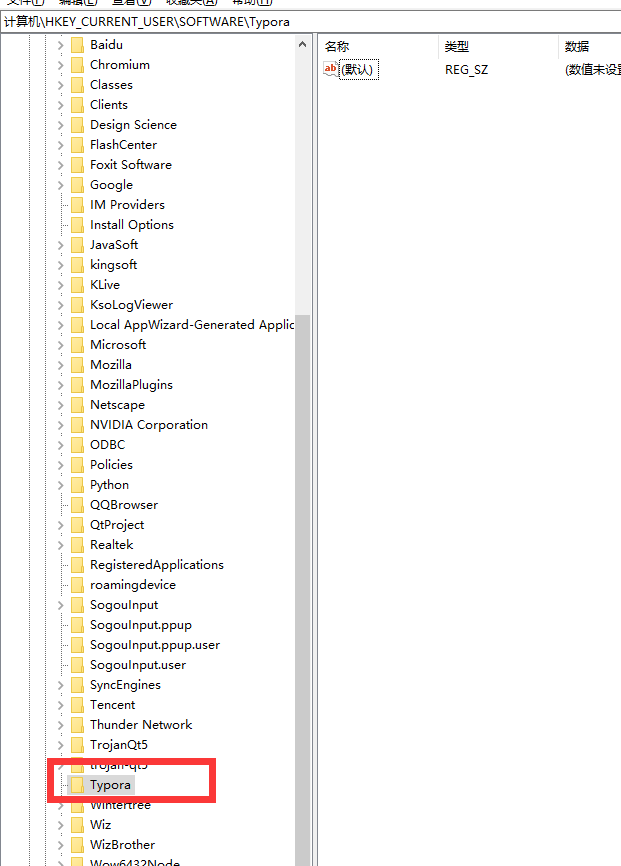 计算机\HKEY_CURRENT_USER\SOFTWARE\Typora
名称 类型 数据
(默认) REG_SZ (数值未设置
Baidu
Chromium
Classes
Clients
Design Science
FlashCenter
Foxit Software
Google
IM Providers
Install Options
JavaSoft
kingsoft
KLive
KsoLogViewer
Local AppWizard-Generated Applic
Microsoft
Mozilla
MozillaPlugins
Netscape
NVIDIA Corporation
ODBC
Policies
Python
QQBrowser
QtProject
Realtek
RegisteredApplications
roamingdevice
SogouInput
SogouInput.ppup
SogouInput.ppup.user
SogouInput.user
SyncEngines
Tencent
Thunder Network
TrojanQt5
trojan-qt5
Typora
Wintertree
Wiz
WizBrother
Wow6432Node